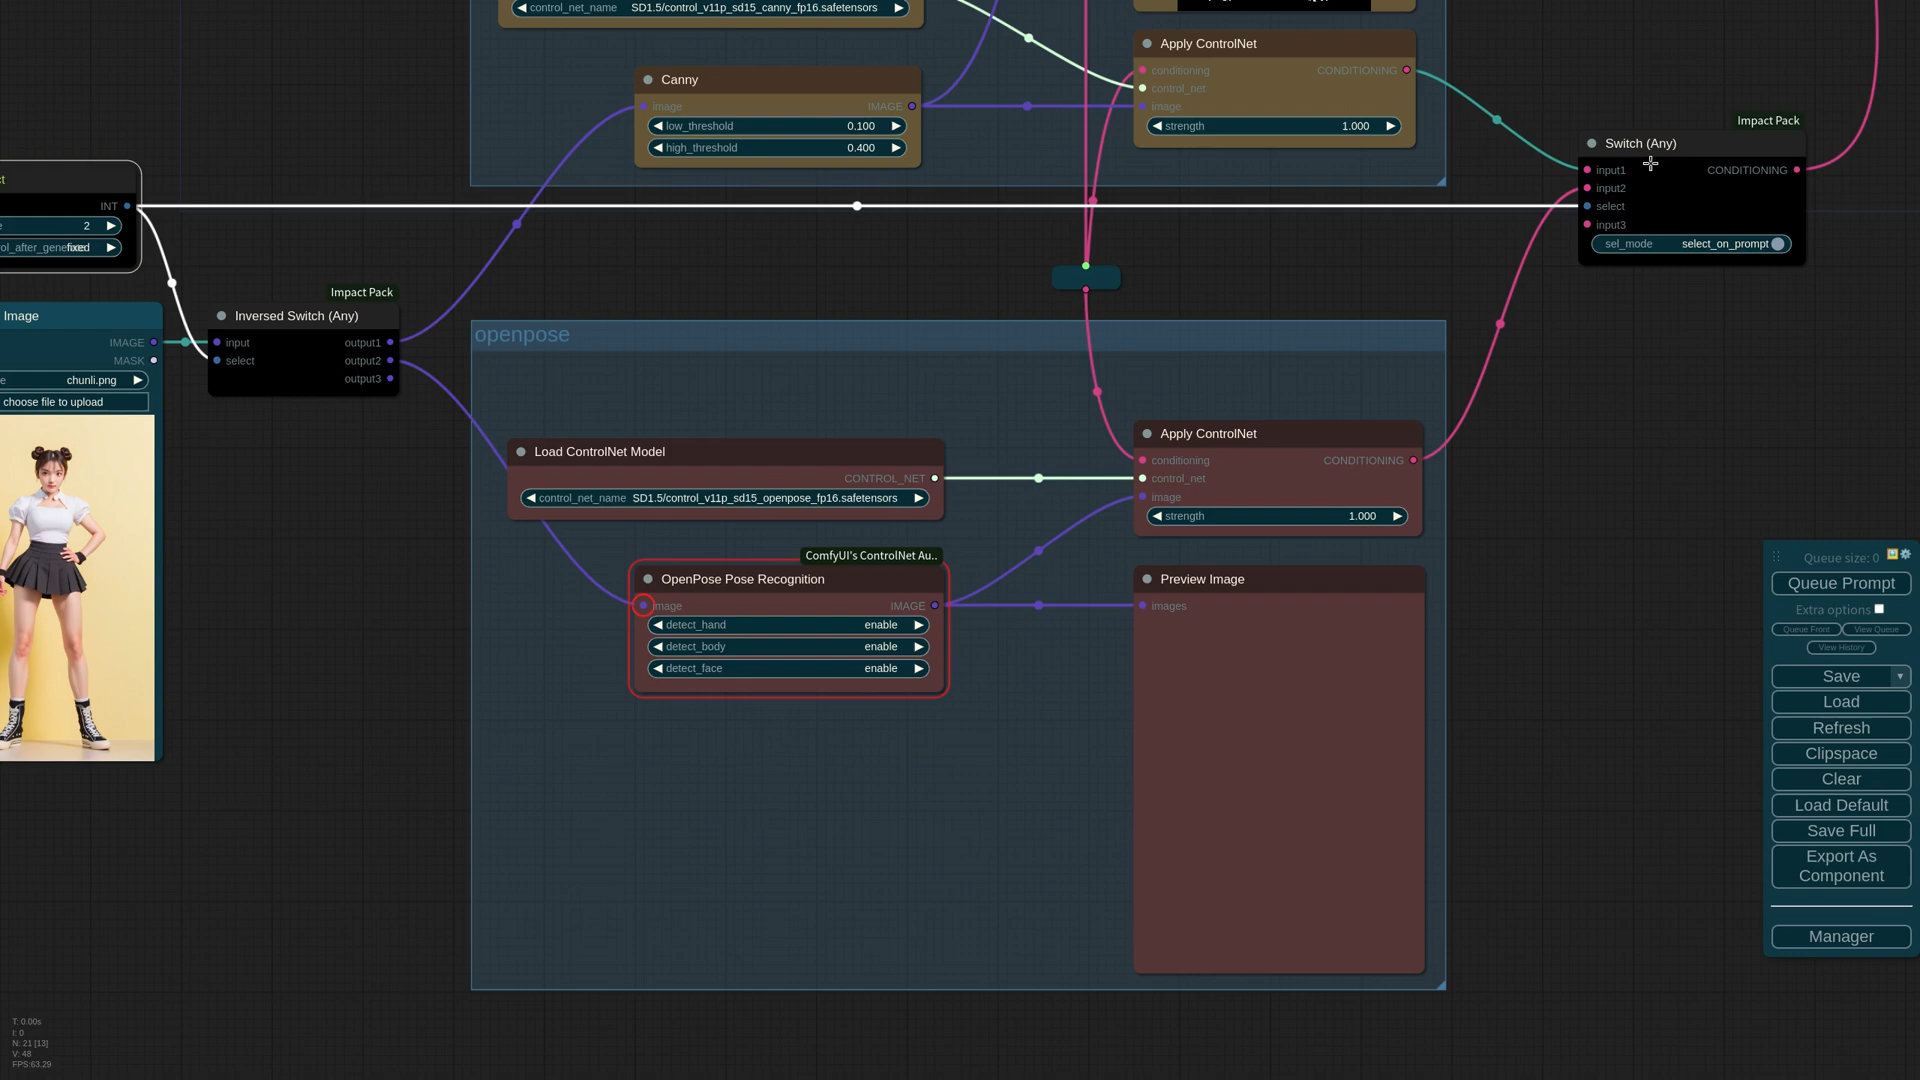 control_net_name SD1.5/control_v11p_sd15_canny_fp16.safetensors
Canny
image IMAGE
low_threshold 0.100
high_threshold 0.400
Apply ControlNet
conditioning CONDITIONING
control_net
image
strength 1.000
Impact Pack
Switch (Any)
input1 CONDITIONING
input2
select
input3
sel_mode select_on_prompt
INT
2
fixed
Image
IMAGE
MASK
chunli.png
choose file to upload
Impact Pack
Inversed Switch (Any)
input output1
select output2
output3
openpose
Load ControlNet Model
CONTROL_NET
control_net_name SD1.5/control_v11p_sd15_openpose_fp16.safetensors
Apply ControlNet
conditioning CONDITIONING
control_net
image
strength 1.000
ComfyUI's ControlNet Au..
OpenPose Pose Recognition
image IMAGE
detect_hand enable
detect_body enable
detect_face enable
Preview Image
images
Queue size: 0
Queue Prompt
Extra options
Queue Front View Queue
View History
Save
Load
Refresh
Clipspace
Clear
Load Default
Save Full
Export As
Component
Manager
T: 0.00s
I: 0
N: 21 [13]
V: 48
FPS:63.29